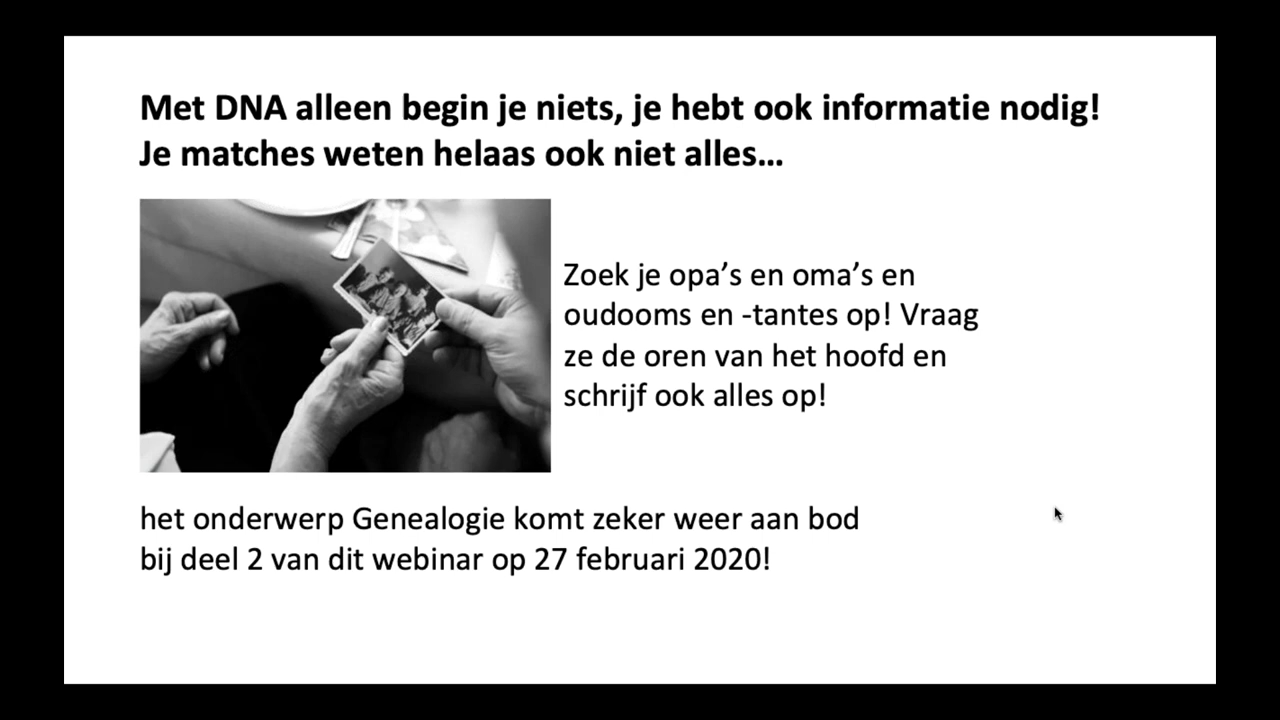 Met DNA alleen begin je niets, je hebt ook informatie nodig!
Je matches weten helaas ook niet alles...
Zoek je opa’s en oma’s en
oudooms en -tantes op! Vraag
ze de oren van het hoofd en
schrijf ook alles op!
het onderwerp Genealogie komt zeker weer aan bod
bij deel 2 van dit webinar op 27 februari 2020!